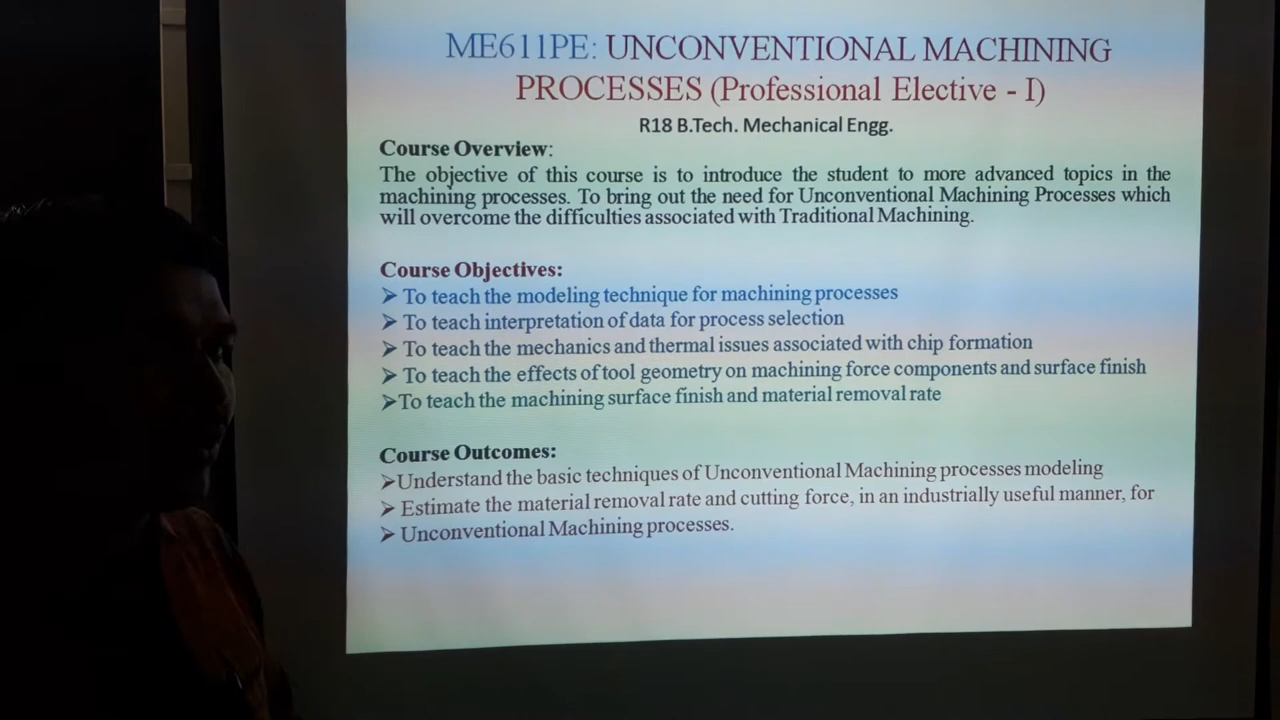 ME611PE: UNCONVENTIONAL MACHINING
PROCESSES (Professional Elective - I)
R18 B.Tech. Mechanical Engg.
Course Overview:
The objective of this course is to introduce the student to more advanced topics in the
machining processes. To bring out the need for Unconventional Machining Processes which
will overcome the difficulties associated with Traditional Machining.
Course Objectives:
➢ To teach the modeling technique for machining processes
➢ To teach interpretation of data for process selection
➢ To teach the mechanics and thermal issues associated with chip formation
➢ To teach the effects of tool geometry on machining force components and surface finish
➢To teach the machining surface finish and material removal rate
Course Outcomes:
➢Understand the basic techniques of Unconventional Machining processes modeling
➢ Estimate the material removal rate and cutting force, in an industrially useful manner, for
➢ Unconventional Machining processes.